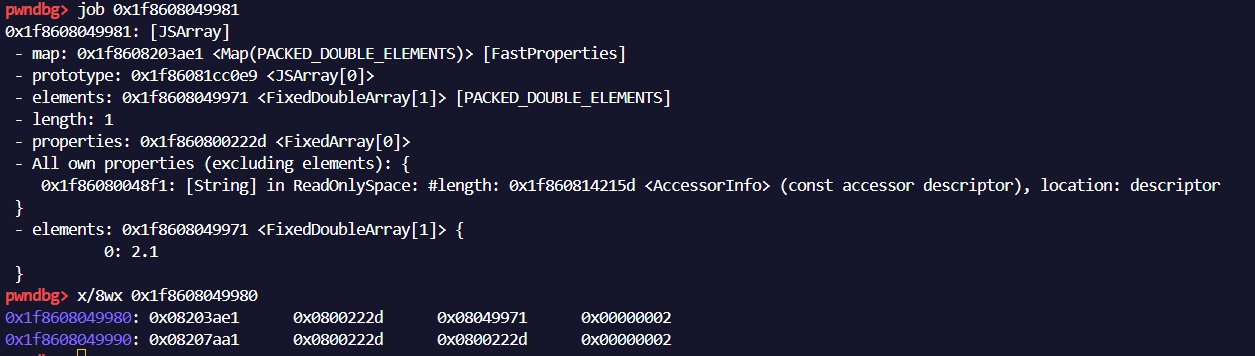 pwndbg> job 0x1f8608049981
0x1f8608049981: [JSArray]
- map: 0x1f8608203ae1 <Map(PACKED_DOUBLE_ELEMENTS)> [FastProperties]
- prototype: 0x1f86081cc0e9 <JSArray[0]>
- elements: 0x1f8608049971 <FixedDoubleArray[1]> [PACKED_DOUBLE_ELEMENTS]
- length: 1
- properties: 0x1f860800222d <FixedArray[0]>
- All own properties (excluding elements): {
0x1f86080048f1: [String] in ReadOnlySpace: #length: 0x1f860814215d <AccessorInfo> (const accessor descriptor), location: descriptor
}
- elements: 0x1f8608049971 <FixedDoubleArray[1]> {
0: 2.1
}
pwndbg> x/8wx 0x1f8608049980
0x1f8608049980: 0x08203ae1 0x0800222d 0x08049971 0x00000002
0x1f8608049990: 0x08207aa1 0x0800222d 0x0800222d 0x00000002